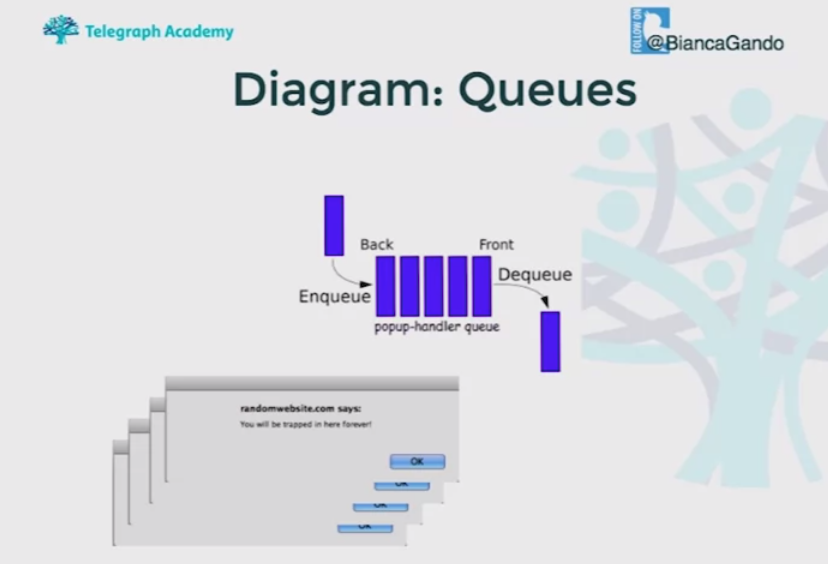 Telegraph Academy
FOLLOW ON
@BiancaGando
Diagram: Queues
Back
Front
Enqueue
Dequeue
popup-handler queue
randomwebsite.com says:
You will be trapped in here forever!
OK
OK
OK
OK